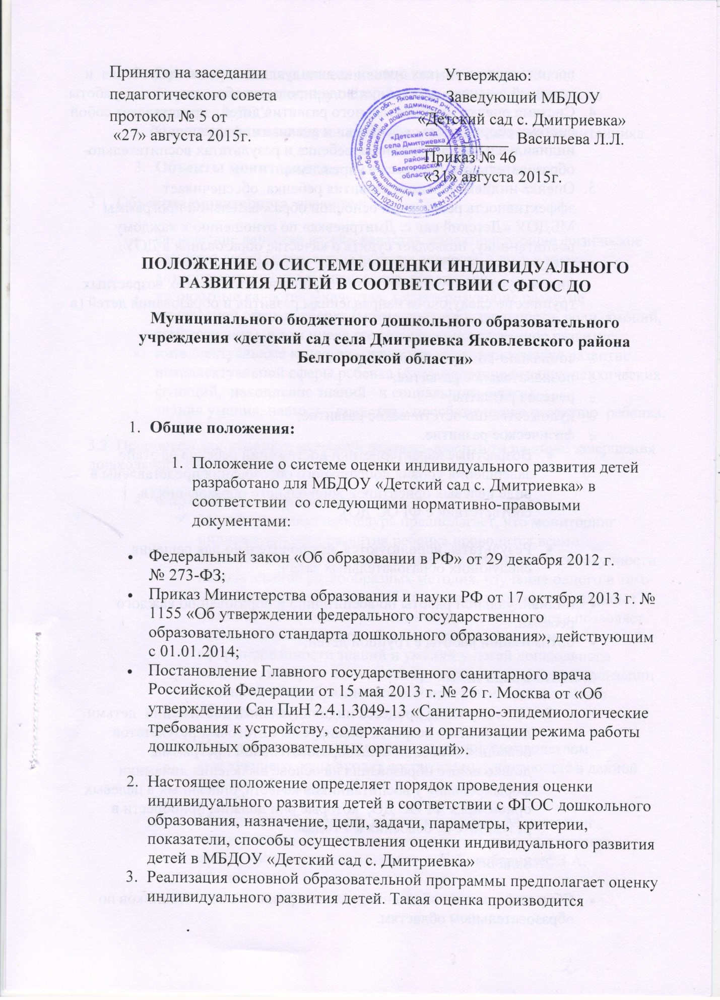 Принято на заседании
педагогического совета
протокол № 5 от
«27» августа 2015г.
Утверждаю:
Заведующий МБДОУ
«Детский сад с. Дмитриевка»
Васильева Л.Л.
Приказ № 46
«31» августа 2015г.
«Детский сад
села Дмитриевка
Яковлевского
района
Белгородской
области»
ПОЛОЖЕНИЕ О СИСТЕМЕ ОЦЕНКИ ИНДИВИДУАЛЬНОГО
РАЗВИТИЯ ДЕТЕЙ В СООТВЕТСТВИИ С ФГОС ДО
Муниципального бюджетного дошкольного образовательного
учреждения «детский сад села Дмитриевка Яковлевского района
Белгородской области»
1. Общие положения:
1. Положение о системе оценки индивидуального развития детей
разработано для МБДОУ «Детский сад с. Дмитриевка» в
соответствии со следующими нормативно-правовыми
документами:
• Федеральный закон «Об образовании в РФ» от 29 декабря 2012 г.
№ 273-ФЗ;
• Приказ Министерства образования и науки РФ от 17 октября 2013 г. №
1155 «Об утверждении федерального государственного
образовательного стандарта дошкольного образования», действующим
с 01.01.2014;
• Постановление Главного государственного санитарного врача
Российской Федерации от 15 мая 2013 г. № 26 г. Москва от «Об
утверждении Сан ПиН 2.4.1.3049-13 «Санитарно-эпидемиологические
требования к устройству, содержанию и организации режима работы
дошкольных образовательных организаций».
2. Настоящее положение определяет порядок проведения оценки
индивидуального развития детей в соответствии с ФГОС дошкольного
образования, назначение, цели, задачи, параметры, критерии,
показатели, способы осуществления оценки индивидуального развития
детей в МБДОУ «Детский сад с. Дмитриевка»
3. Реализация основной образовательной программы предполагает оценку
индивидуального развития детей. Такая оценка производится